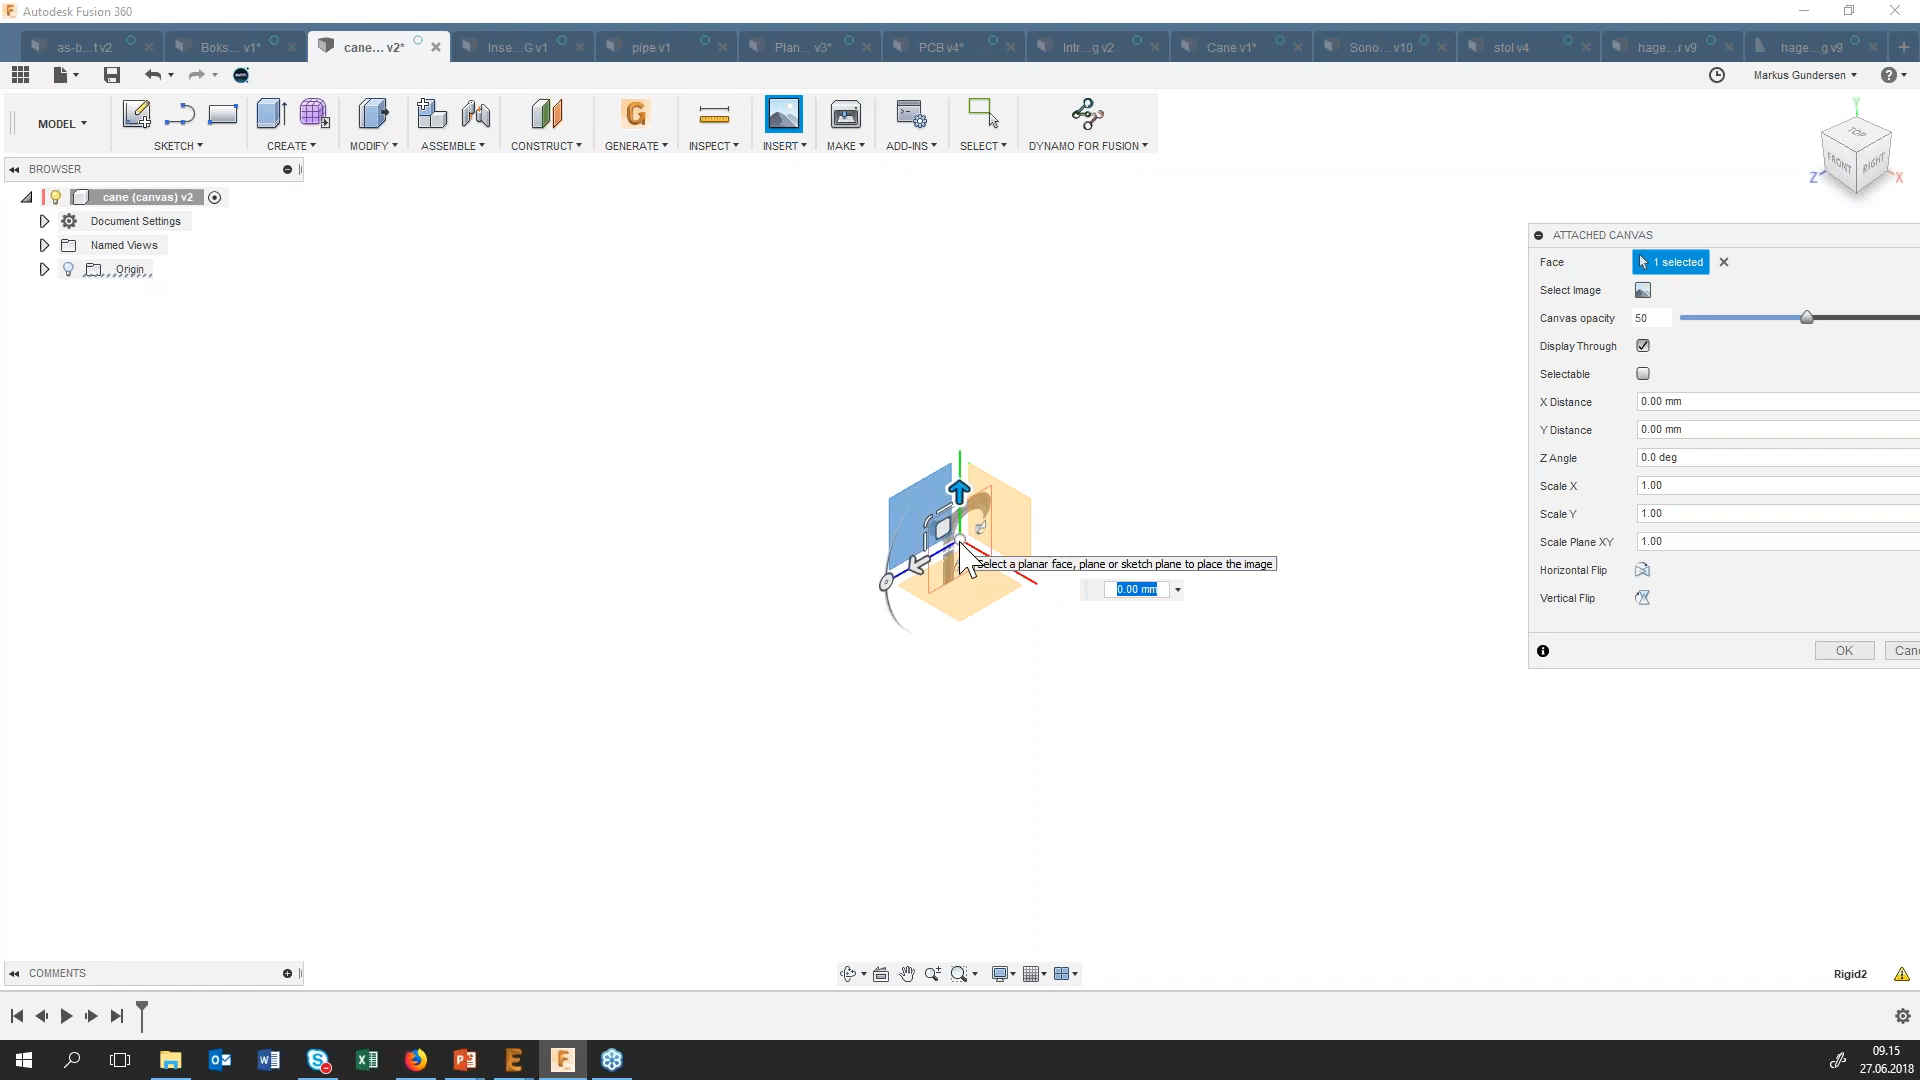 Autodesk Fusion 360
as-b...t v2
Boks... v1*
cane... v2*
Inse...G v1
pipe v1
Plan... v3*
PCB v4*
Intr...g v2
Cane v1*
Sono... v10
stol v4
hage...r v9
hage...g v9
Markus Gundersen
MODEL
SKETCH
CREATE
MODIFY
ASSEMBLE
CONSTRUCT
GENERATE
INSPECT
INSERT
MAKE
ADD-INS
SELECT
DYNAMO FOR FUSION
TOP
FRONT
RIGHT
Y
Z
X
BROWSER
cane (canvas) v2
Document Settings
Named Views
Origin
ATTACHED CANVAS
Face
1 selected
Select Image
Canvas opacity
50
Display Through
Selectable
X Distance
0.00 mm
Y Distance
0.00 mm
Z Angle
0.0 deg
Scale X
1.00
Scale Y
1.00
Scale Plane XY
1.00
Horizontal Flip
Vertical Flip
OK
Canc
Select a planar face, plane or sketch plane to place the image
0.00 mm
COMMENTS
Rigid2
09.15
27.06.2018